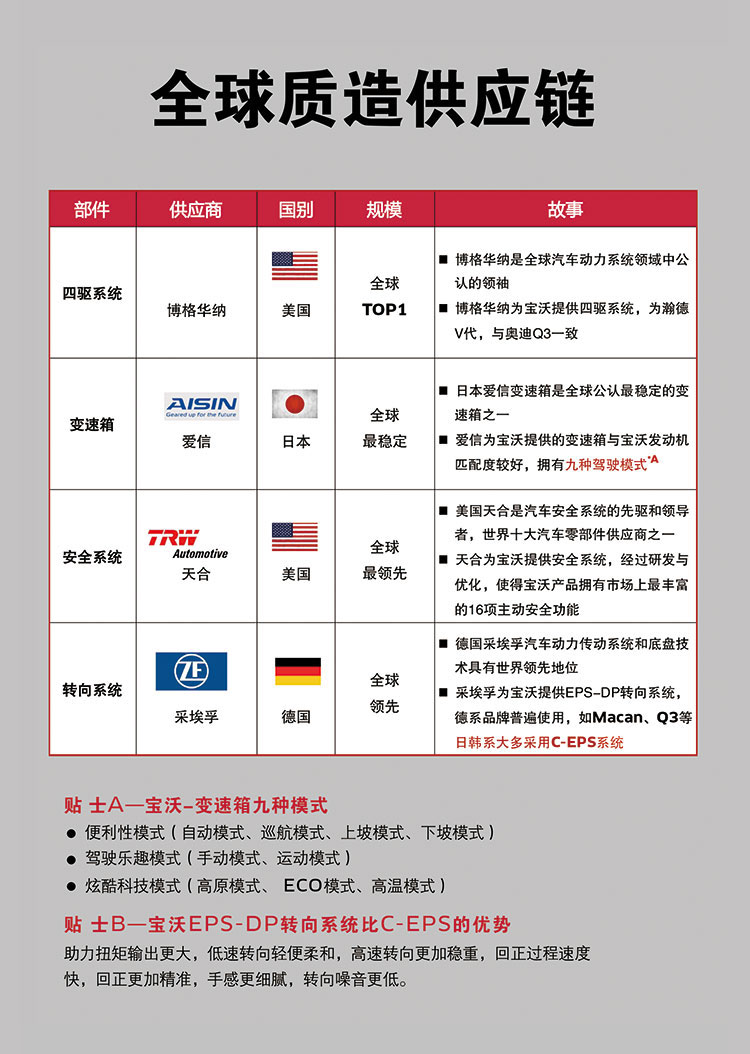 全球质造供应链
部件 供应商 国别 规模 故事
四驱系统
博格华纳
美国
全球
TOP1
■ 博格华纳是全球汽车动力系统领域中公
认的领袖
■ 博格华纳为宝沃提供四驱系统，为瀚德
V代，与奥迪Q3一致
变速箱
AISIN
Geared up for the future
爱信
日本
全球
最稳定
■ 日本爱信变速箱是全球公认最稳定的变
速箱之一
■ 爱信为宝沃提供的变速箱与宝沃发动机
匹配度较好，拥有九种驾驶模式*A
安全系统
TRW
Automotive
天合
美国
全球
最领先
■ 美国天合是汽车安全系统的先驱和领导
者，世界十大汽车零部件供应商之一
■ 天合为宝沃提供安全系统，经过研发与
优化，使得宝沃产品拥有市场上最丰富
的16项主动安全功能
转向系统
ZF
采埃孚
德国
全球
领先
■ 德国采埃孚汽车动力传动系统和底盘技
术具有世界领先地位
■ 采埃孚为宝沃提供EPS-DP转向系统，
德系品牌普遍使用，如Macan、Q3等
日韩系大多采用C-EPS系统
贴 士A—宝沃-变速箱九种模式
● 便利性模式（自动模式、巡航模式、上坡模式、下坡模式）
● 驾驶乐趣模式（手动模式、运动模式）
● 炫酷科技模式（高原模式、 ECO模式、高温模式）
贴 士B—宝沃EPS-DP转向系统比C-EPS的优势
助力扭矩输出更大，低速转向轻便柔和，高速转向更加稳重，回正过程速度
快，回正更加精准，手感更细腻，转向噪音更低。